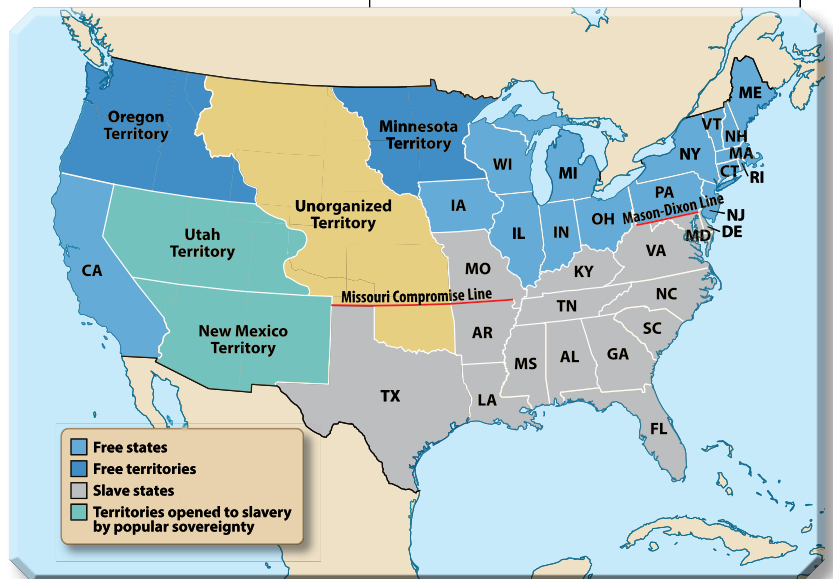 Oregon
Territory
Minnesota
Territory
ME
VT
NH
NY
MA
CT
RI
WI
MI
PA
IA
Unorganized
Territory
Mason-Dixon Line
NJ
DE
MD
OH
IL
IN
Utah
Territory
VA
MO
KY
CA
Missouri Compromise Line
NC
TN
New Mexico
Territory
AR
SC
MS
AL
GA
TX
LA
FL
Free states
Free territories
Slave states
Territories opened to slavery
by popular sovereignty